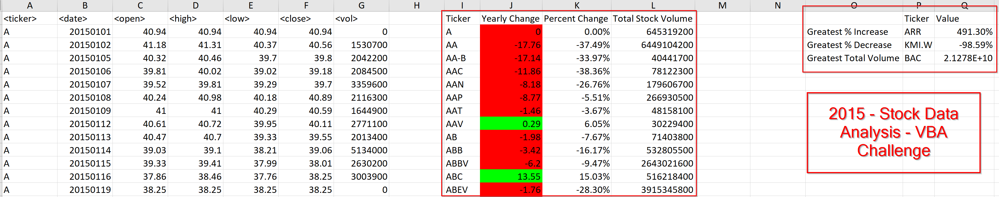 A B C D E F G H I J K L M N O P Q
<ticker> <date> <open> <high> <low> <close> <vol> Ticker Yearly Change Percent Change Total Stock Volume Ticker Value
A 20150101 40.94 40.94 40.94 40.94 0 A 0 0.00% 645319200 Greatest % Increase ARR 491.30%
A 20150102 41.18 41.31 40.37 40.56 1530700 AA -17.76 -37.49% 6449104200 Greatest % Decrease KMI.W -98.59%
A 20150105 40.32 40.46 39.7 39.8 2042200 AA-B -17.14 -33.97% 40441700 Greatest Total Volume BAC 2.1278E+10
A 20150106 39.81 40.02 39.02 39.18 2084500 AAC -11.86 -38.36% 78122300
A 20150107 39.52 39.81 39.29 39.7 3359600 AAN -8.18 -26.76% 179606700
A 20150108 40.24 40.98 40.18 40.89 2116300 AAP -8.77 -5.51% 266930500
A 20150109 41 41 40.29 40.59 1644900 AAT -1.46 -3.67% 48158100
A 20150112 40.61 40.72 39.95 40.11 2771100 AAV 0.29 6.05% 30229400
A 20150113 40.47 40.7 39.33 39.55 2013400 AB -1.98 -7.67% 71403800
A 20150114 39.03 39.1 38.21 39.06 5134000 ABB -3.42 -16.17% 532805500
A 20150115 39.33 39.41 37.99 38.01 2630200 ABBV -6.2 -9.47% 2643021600
A 20150116 37.86 38.46 37.76 38.25 3003900 ABC 13.55 15.03% 516218400
A 20150119 38.25 38.25 38.25 38.25 0 ABEV -1.76 -28.30% 3915345800
2015 - Stock Data
Analysis - VBA
Challenge